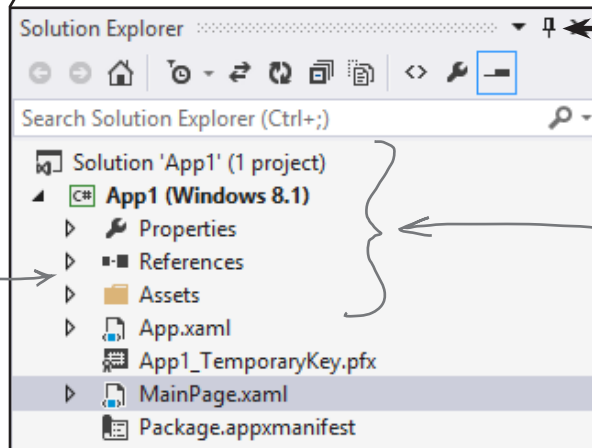 Solution Explorer
Search Solution Explorer (Ctrl+;)
Solution 'App1' (1 project)
C# App1 (Windows 8.1)
Properties
References
Assets
App.xaml
App1_TemporaryKey.pfx
MainPage.xaml
Package.appxmanifest